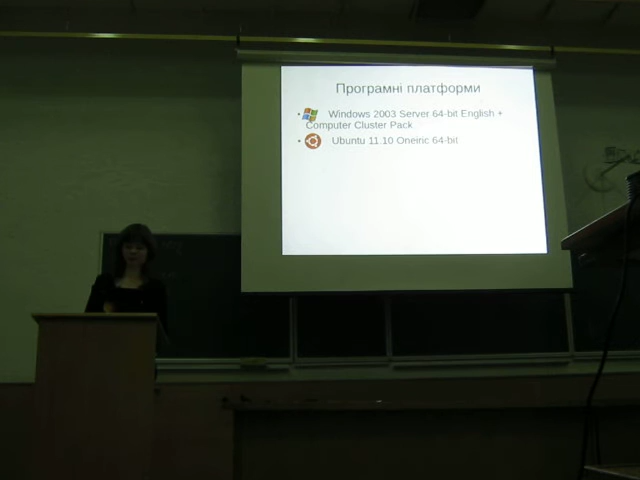 Програмні платформи
Windows 2003 Server 64-bit English +
Computer Cluster Pack
Ubuntu 11.10 Oneiric 64-bit